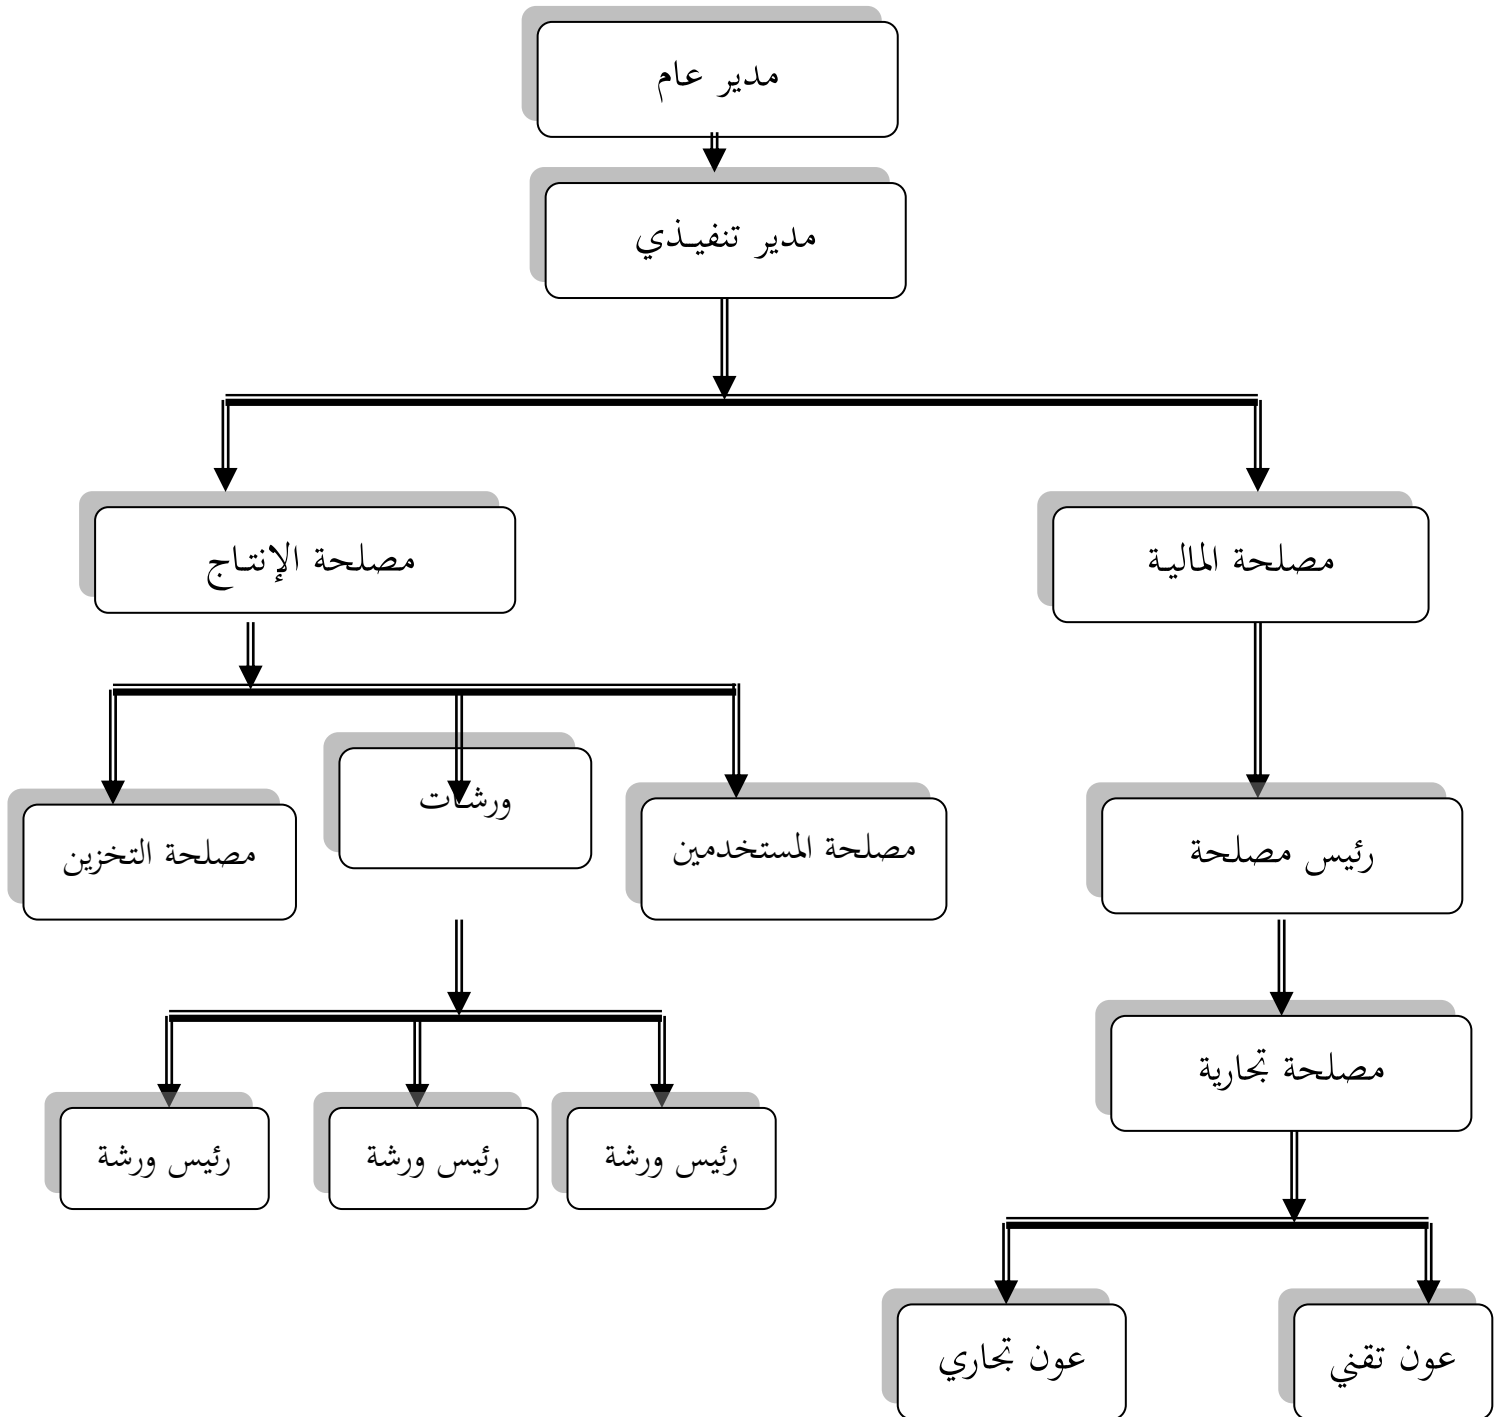 مدير عام
مدير تنفيذي
مصلحة المالية
مصلحة الإنتاج
مصلحة المستخدمين
ورشات
مصلحة التخزين
رئيس مصلحة
مصلحة تجارية
رئيس ورشة
رئيس ورشة
رئيس ورشة
عون تقني
عون تجاري